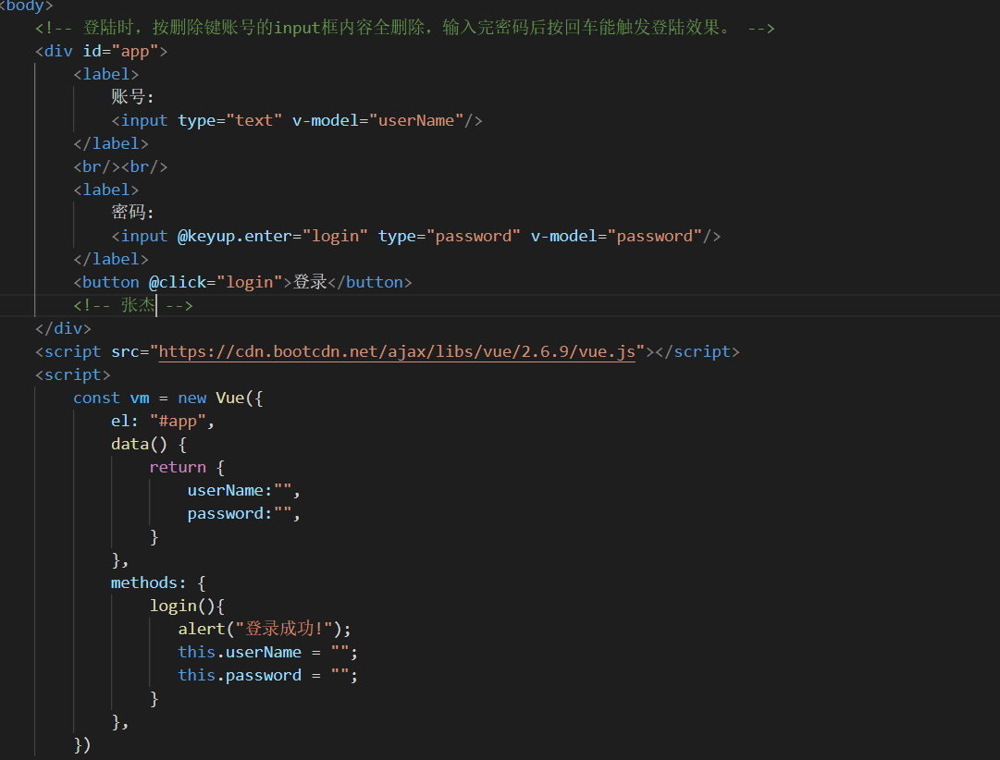 <body>
<!-- 登陆时，按删除键账号的input框内容全删除，输入完密码后按回车能触发登陆效果。 -->
<div id="app">
<label>
账号:
<input type="text" v-model="userName"/>
</label>
<br/><br/>
<label>
密码:
<input @keyup.enter="login" type="password" v-model="password"/>
</label>
<button @click="login">登录</button>
<!-- 张杰 -->
</div>
<script src="https://cdn.bootcdn.net/ajax/libs/vue/2.6.9/vue.js"></script>
<script>
const vm = new Vue({
el: "#app",
data() {
return {
userName:"",
password:"",
}
},
methods: {
login(){
alert("登录成功!");
this.userName = "";
this.password = "";
}
},
})